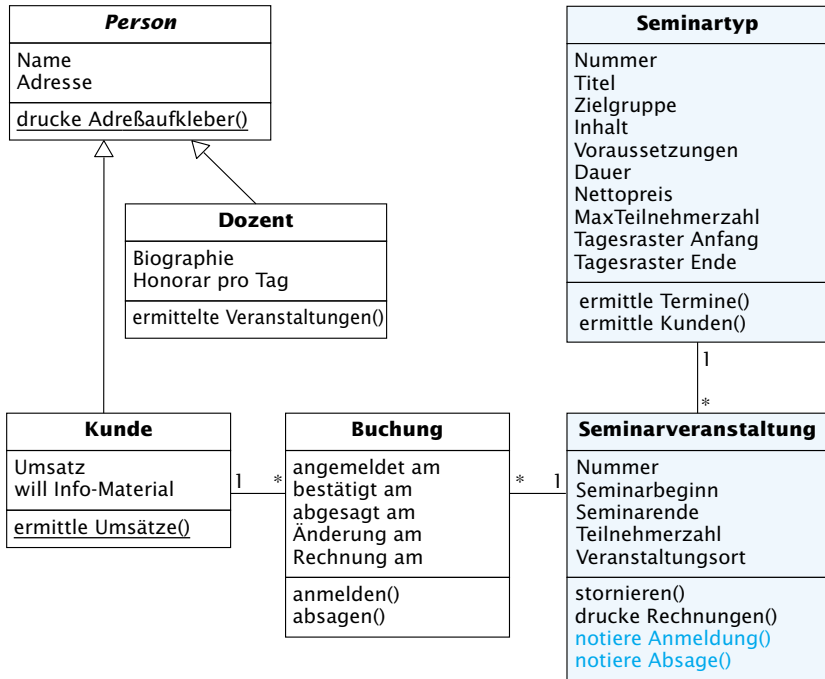 Person
Name
Adresse
drucke Adreßaufkleber()
Seminartyp
Nummer
Titel
Zielgruppe
Inhalt
Voraussetzungen
Dauer
Nettopreis
MaxTeilnehmerzahl
Tagesraster Anfang
Tagesraster Ende
ermittle Termine()
ermittle Kunden()
Dozent
Biographie
Honorar pro Tag
ermittelte Veranstaltungen()
1
*
Kunde
Umsatz
will Info-Material
ermittle Umsätze()
1
*
Buchung
angemeldet am
bestätigt am
abgesagt am
Änderung am
Rechnung am
anmelden()
absagen()
*
1
Seminarveranstaltung
Nummer
Seminarbeginn
Seminarende
Teilnehmerzahl
Veranstaltungsort
stornieren()
drucke Rechnungen()
notiere Anmeldung()
notiere Absage()